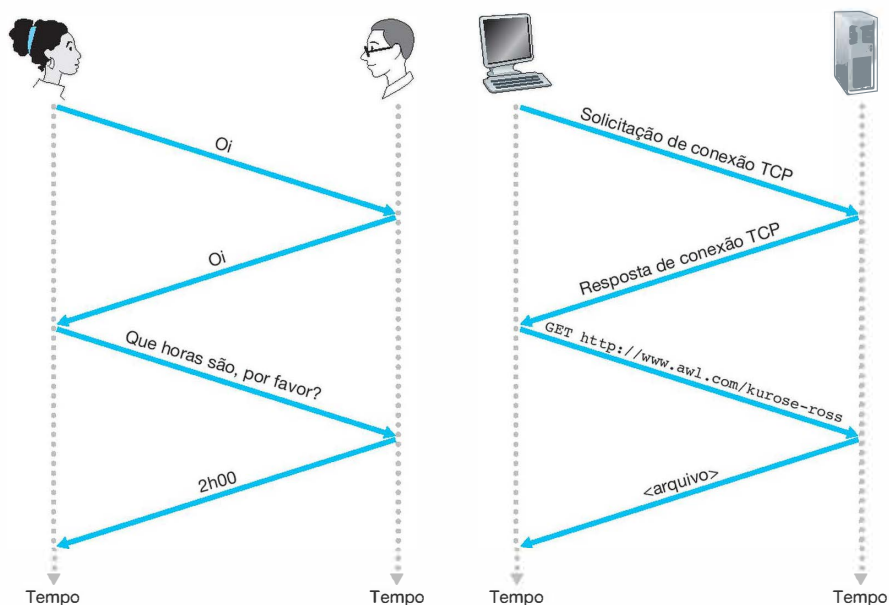 Oi
Oi
Que horas são, por favor?
2h00
Tempo
Tempo
Solicitação de conexão TCP
Resposta de conexão TCP
GET http://www.awl.com/kurose-ross
<arquivo>
Tempo
Tempo